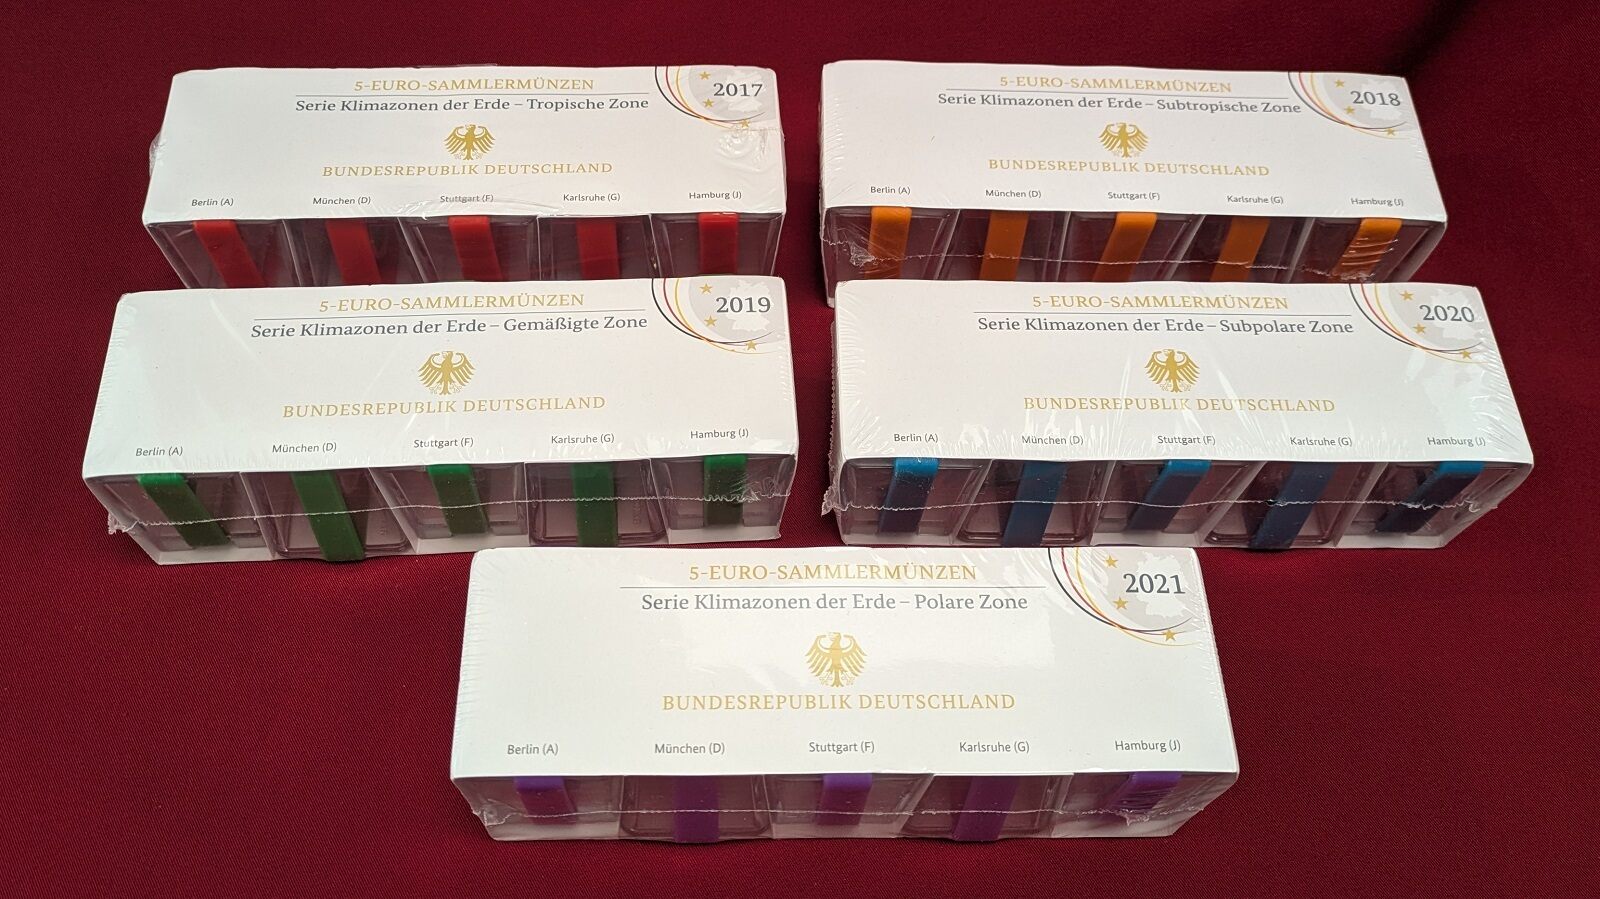 5-EURO-SAMMLERMÜNZEN
Serie Klimazonen der Erde – Tropische Zone
2017
BUNDESREPUBLIK DEUTSCHLAND
Berlin (A) München (D) Stuttgart (F) Karlsruhe (G) Hamburg (J)
5-EURO-SAMMLERMÜNZEN
Serie Klimazonen der Erde – Subtropische Zone
2018
BUNDESREPUBLIK DEUTSCHLAND
Berlin (A) München (D) Stuttgart (F) Karlsruhe (G) Hamburg (J)
5-EURO-SAMMLERMÜNZEN
Serie Klimazonen der Erde – Gemäßigte Zone
2019
BUNDESREPUBLIK DEUTSCHLAND
Berlin (A) München (D) Stuttgart (F) Karlsruhe (G) Hamburg (J)
5-EURO-SAMMLERMÜNZEN
Serie Klimazonen der Erde – Subpolare Zone
2020
BUNDESREPUBLIK DEUTSCHLAND
Berlin (A) München (D) Stuttgart (F) Karlsruhe (G) Hamburg (J)
5-EURO-SAMMLERMÜNZEN
Serie Klimazonen der Erde – Polare Zone
2021
BUNDESREPUBLIK DEUTSCHLAND
Berlin (A) München (D) Stuttgart (F) Karlsruhe (G) Hamburg (J)